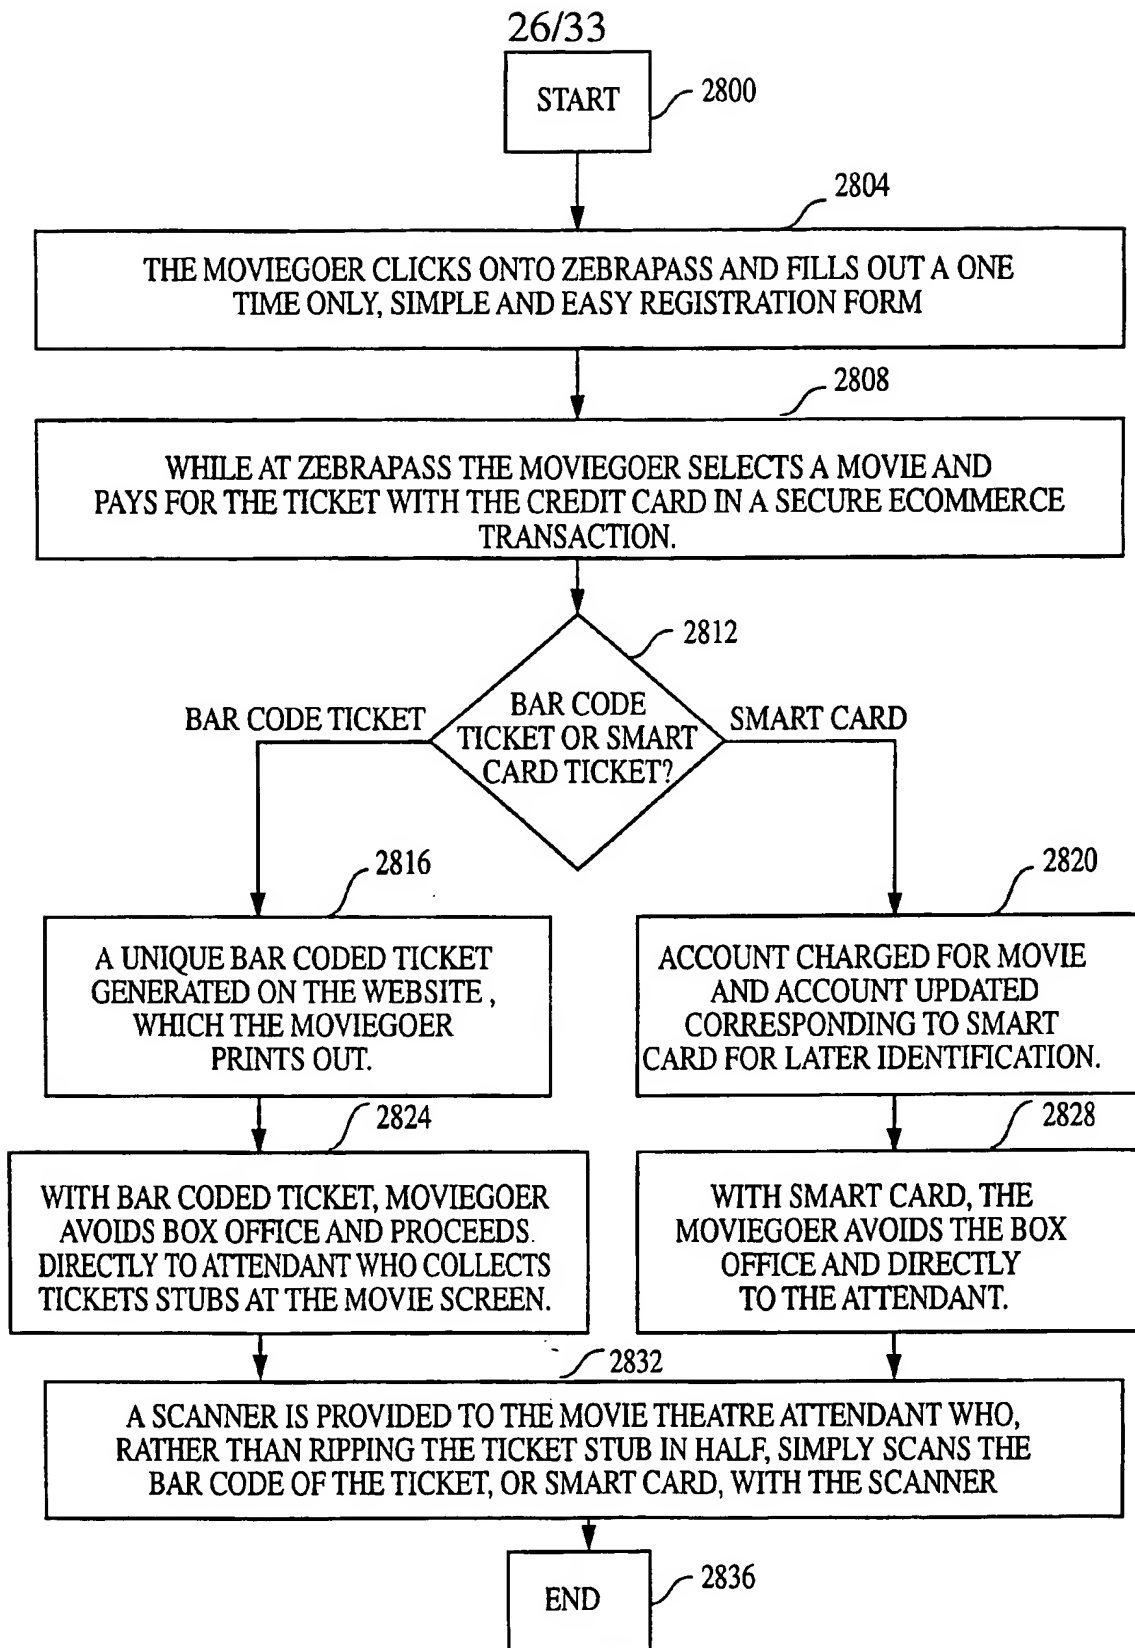 26/33
START
2800
2804
THE MOVIEGOER CLICKS ONTO ZEBRAPASS AND FILLS OUT A ONE
TIME ONLY, SIMPLE AND EASY REGISTRATION FORM
2808
WHILE AT ZEBRAPASS THE MOVIEGOER SELECTS A MOVIE AND
PAYS FOR THE TICKET WITH THE CREDIT CARD IN A SECURE ECOMMERCE
TRANSACTION.
2812
BAR CODE TICKET
BAR CODE
TICKET OR SMART
CARD TICKET?
SMART CARD
2816
A UNIQUE BAR CODED TICKET
GENERATED ON THE WEBSITE,
WHICH THE MOVIEGOER
PRINTS OUT.
2820
ACCOUNT CHARGED FOR MOVIE
AND ACCOUNT UPDATED
CORRESPONDING TO SMART
CARD FOR LATER IDENTIFICATION.
2824
WITH BAR CODED TICKET, MOVIEGOER
AVOIDS BOX OFFICE AND PROCEEDS.
DIRECTLY TO ATTENDANT WHO COLLECTS
TICKETS STUBS AT THE MOVIE SCREEN.
2828
WITH SMART CARD, THE
MOVIEGOER AVOIDS THE BOX
OFFICE AND DIRECTLY
TO THE ATTENDANT.
2832
A SCANNER IS PROVIDED TO THE MOVIE THEATRE ATTENDANT WHO,
RATHER THAN RIPPING THE TICKET STUB IN HALF, SIMPLY SCANS THE
BAR CODE OF THE TICKET, OR SMART CARD, WITH THE SCANNER
END
2836